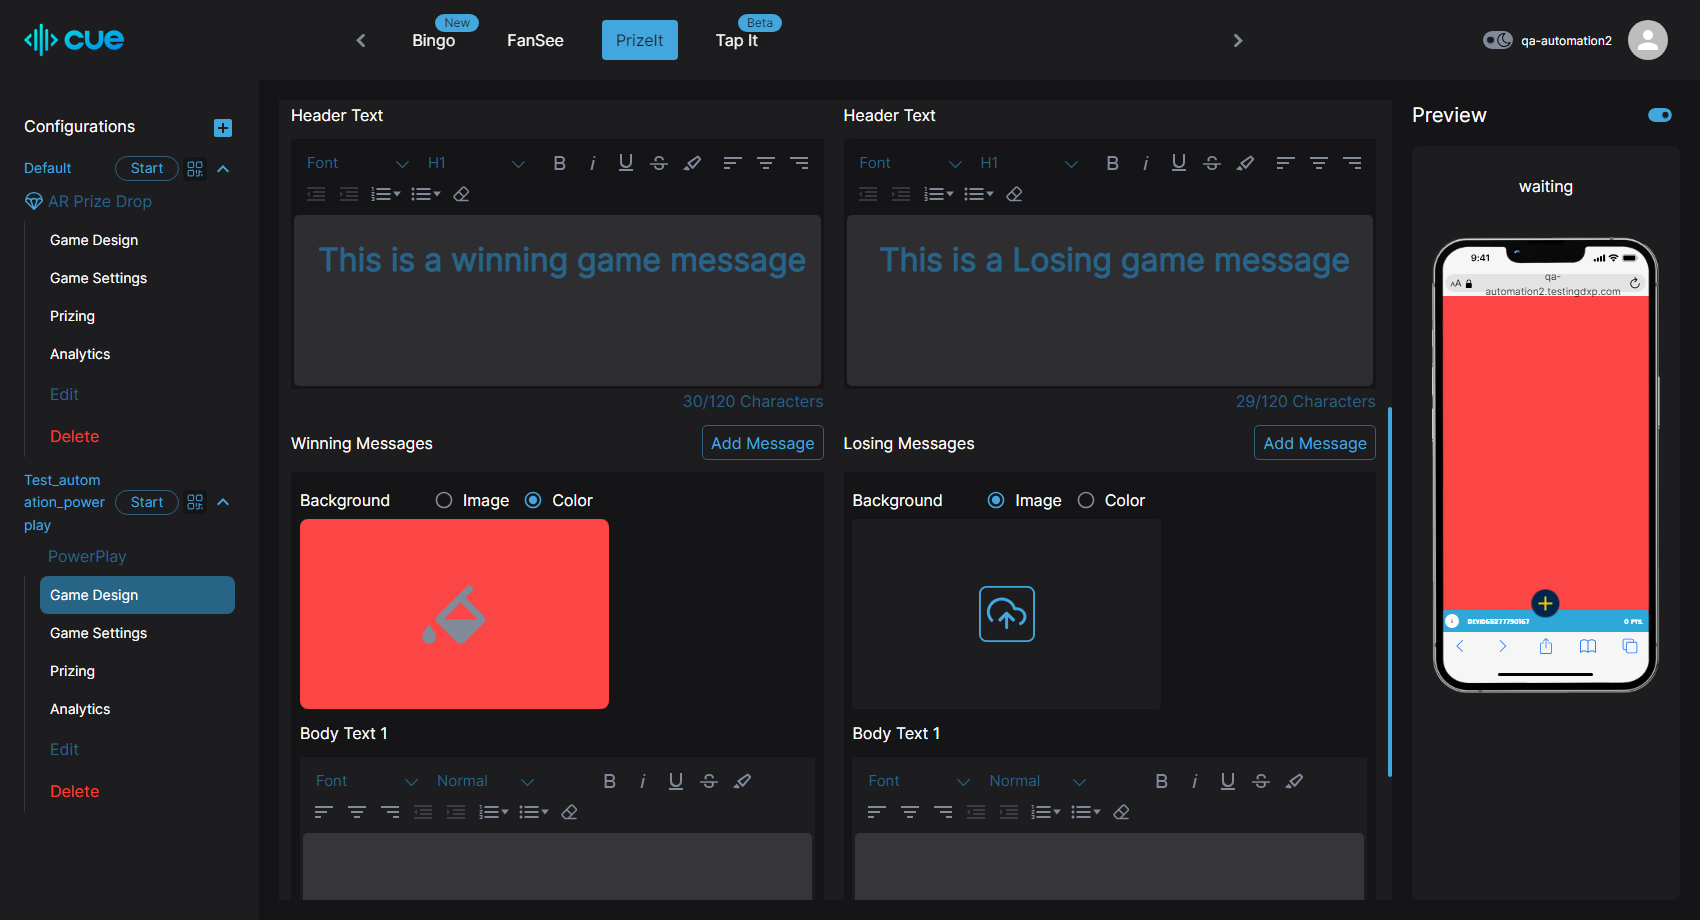 cue
New
Bingo
FanSee
PrizeIt
Beta
Tap It
qa-automation2
Configurations
Default
Start
AR Prize Drop
Game Design
Game Settings
Prizing
Analytics
Edit
Delete
Test_autom
ation_power
play
Start
PowerPlay
Game Design
Game Settings
Prizing
Analytics
Edit
Delete
Header Text
Font
H1
B
i
U
S
This is a winning game message
30/120 Characters
Winning Messages
Add Message
Background
Image
Color
Body Text 1
Font
Normal
B
i
U
S
Header Text
Font
H1
B
i
U
S
This is a Losing game message
29/120 Characters
Losing Messages
Add Message
Background
Image
Color
Body Text 1
Font
Normal
B
i
U
S
Preview
waiting
9:41
AA
qa-
automation2.testingdxp.com
0 PTS.